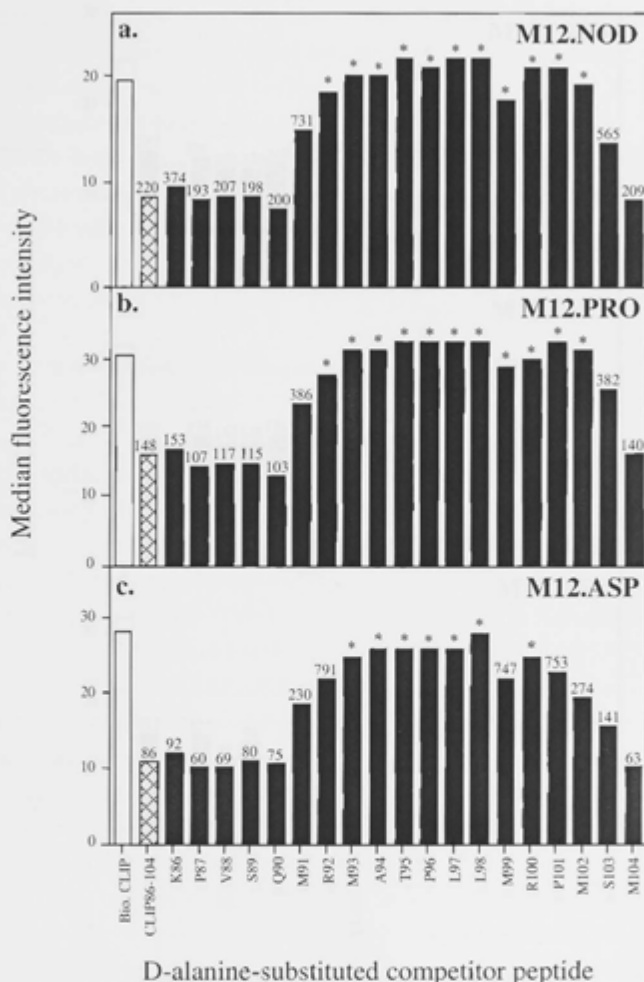 a.
M12.NOD
20
10
0
220
374
193
207
198
200
731
*
*
*
*
*
*
*
*
*
*
*
565
209
b.
M12.PRO
30
20
10
0
148
153
107
117
115
103
386
*
*
*
*
*
*
*
*
*
*
*
382
140
c.
M12.ASP
30
20
10
0
86
92
60
69
80
75
230
791
*
*
*
*
*
*
747
*
753
274
141
63
Median fluorescence intensity
Bio. CLIP
CLIP86-104
K86
P87
V88
S89
Q90
M91
R92
M93
A94
T95
P96
L97
L98
M99
R100
P101
M102
S103
M104
D-alanine-substituted competitor peptide